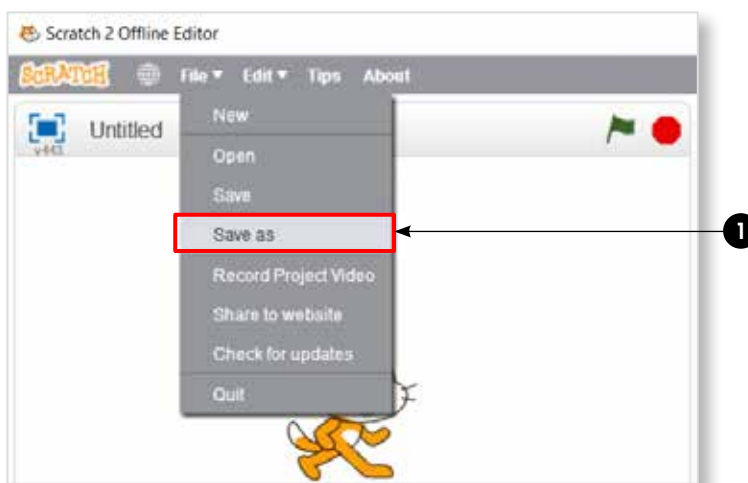 Scratch 2 Offline Editor
SCRATCH File Edit Tips About
Untitled
v443
New
Open
Save
Save as
Record Project Video
Share to website
Check for updates
Quit
1